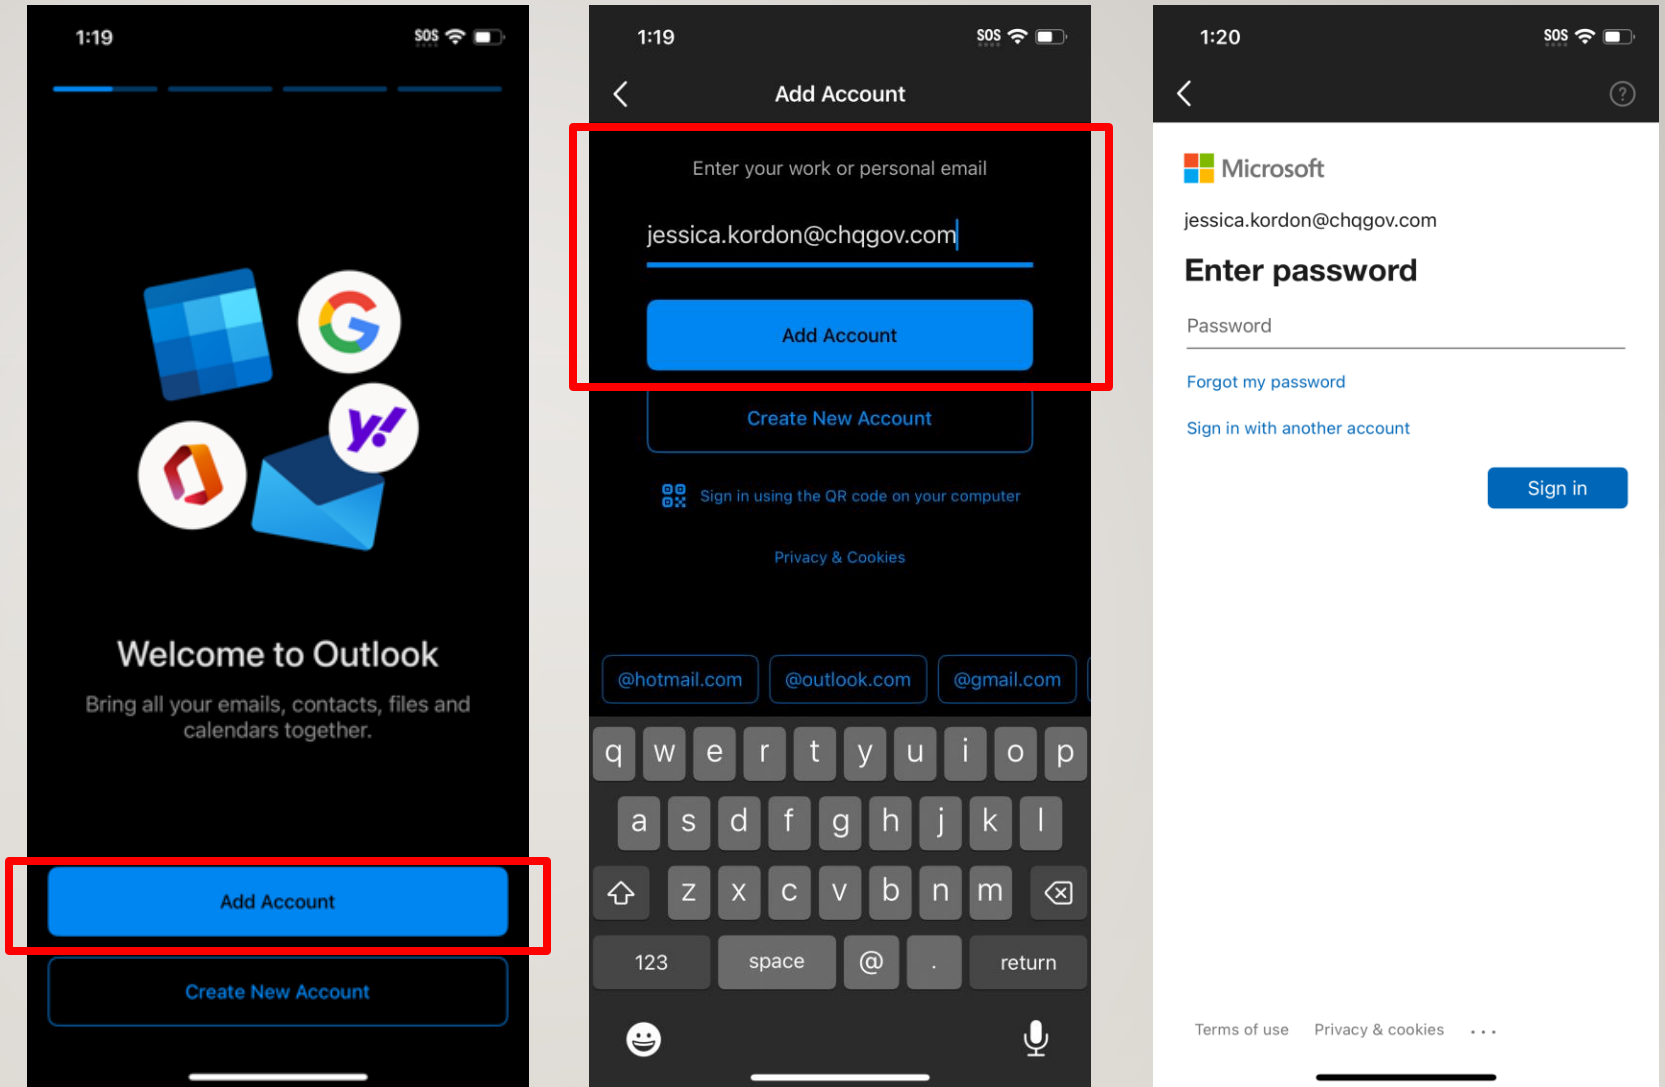 1:19
SOS
Welcome to Outlook
Bring all your emails, contacts, files and
calendars together.
Add Account
Create New Account
1:19
SOS
Add Account
Enter your work or personal email
jessica.kordon@chqgov.com
Add Account
Create New Account
Sign in using the QR code on your computer
Privacy & Cookies
@hotmail.com @outlook.com @gmail.com
q w e r t y u i o p
a s d f g h j k l
z x c v b n m
123 space @ . return
1:20
SOS
?
Microsoft
jessica.kordon@chqgov.com
Enter password
Password
Forgot my password
Sign in with another account
Sign in
Terms of use Privacy & cookies ...